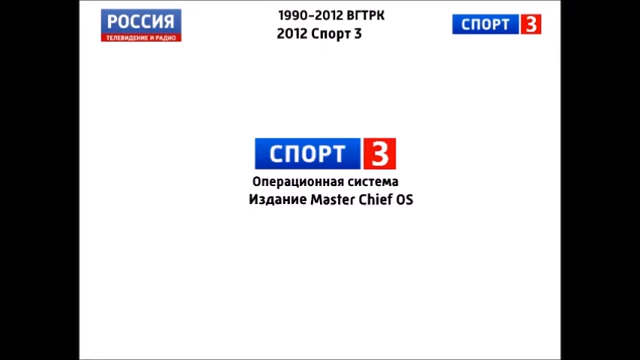 РОССИЯ
ТЕЛЕВИДЕНИЕ И РАДИО
1990-2012 ВГТРК
2012 Спорт 3
СПОРТ 3
СПОРТ 3
Операционная система
Издание Master Chief OS